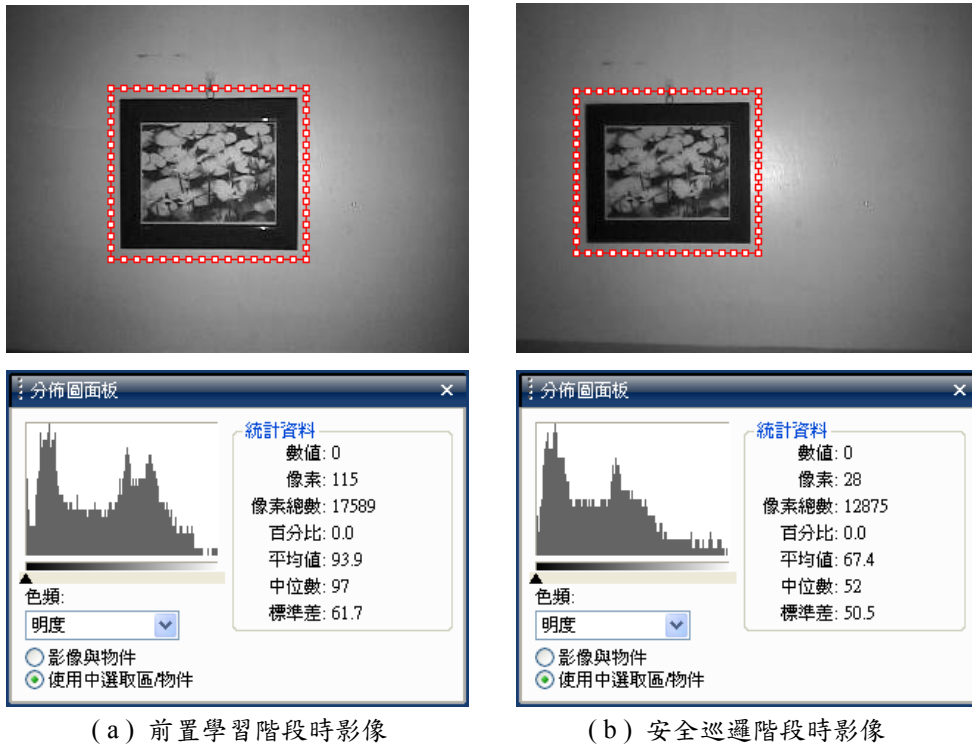 分佈圖面板 ×
統計資料
數值: 0
像素: 115
像素總數: 17589
百分比: 0.0
平均值: 93.9
中位數: 97
標準差: 61.7
色頻:
明度
影像與物件
使用中選取區/物件
分佈圖面板 ×
統計資料
數值: 0
像素: 28
像素總數: 12875
百分比: 0.0
平均值: 67.4
中位數: 52
標準差: 50.5
色頻:
明度
影像與物件
使用中選取區/物件
(a) 前置學習階段時影像
(b) 安全巡邏階段時影像